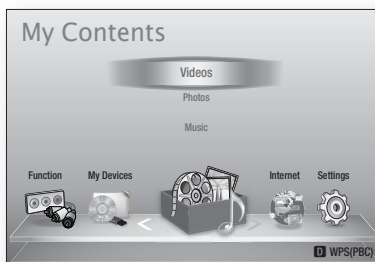 My Contents
Videos
Photos
Music
Function My Devices Internet Settings
D WPS(PBC)